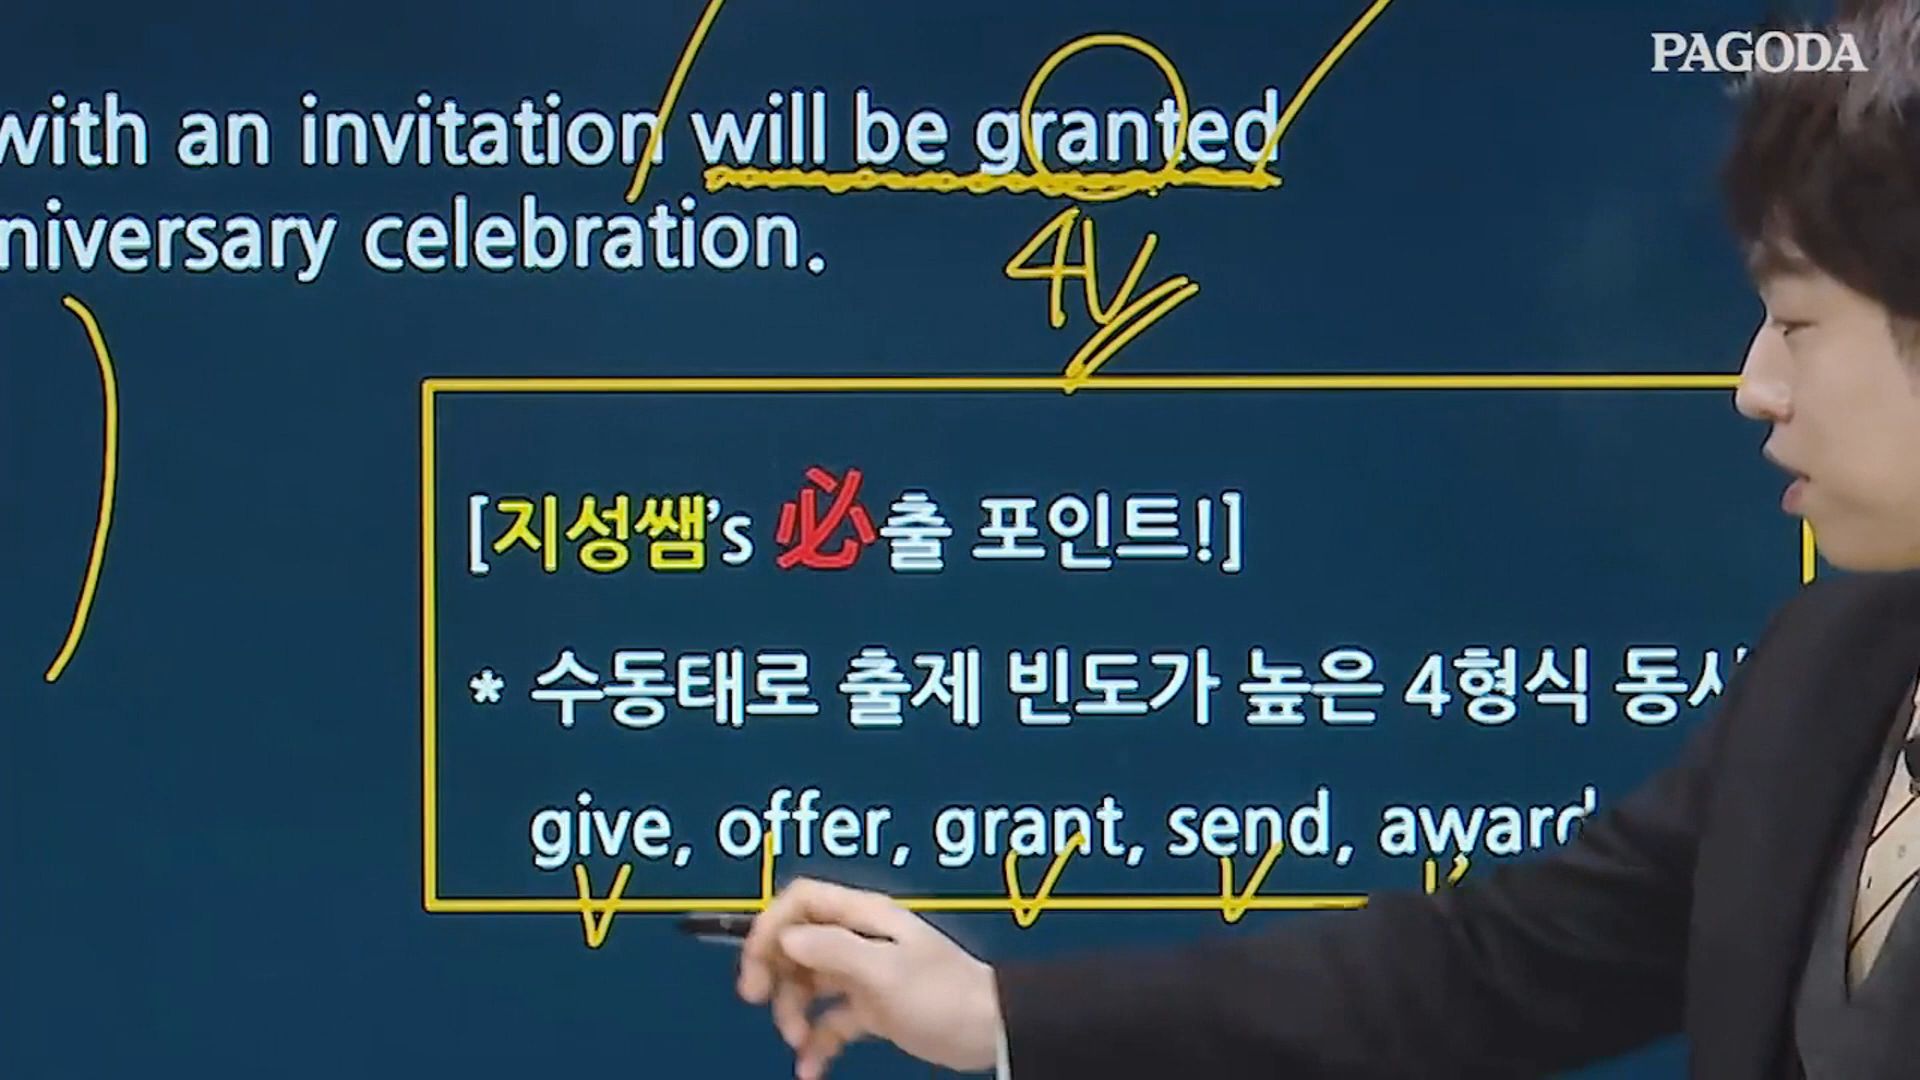 PAGODA
with an invitation will be granted
niversary celebration.
4V
[지성쌤's 必출 포인트!]
* 수동태로 출제 빈도가 높은 4형식
give, offer, grant, send, award